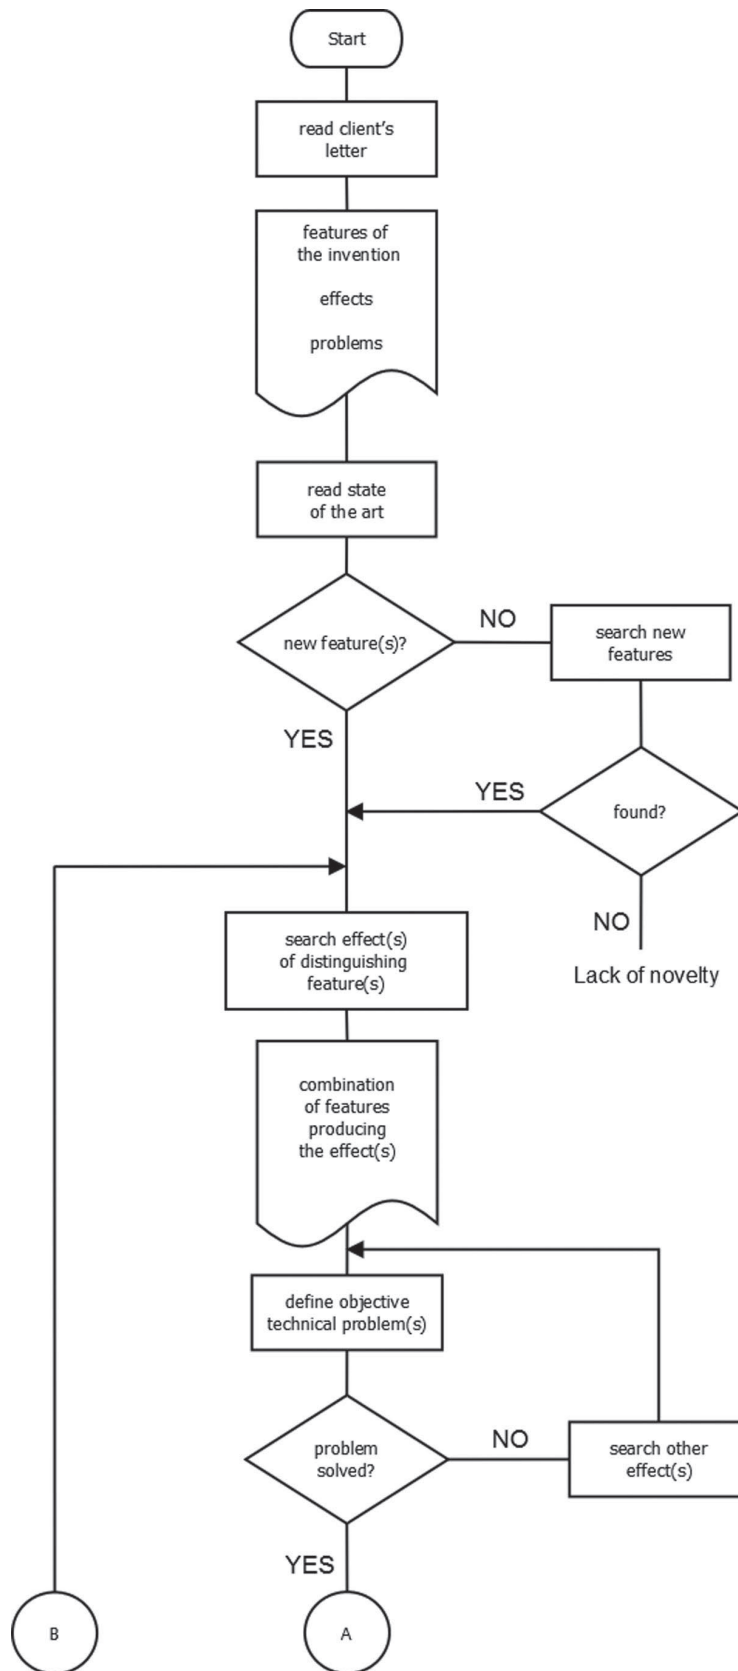 Start
read client's
letter
features of
the invention
effects
problems
read state
of the art
new feature(s)?
NO
search new
features
YES
YES
found?
NO
Lack of novelty
search effect(s)
of distinguishing
feature(s)
combination
of features
producing
the effect(s)
define objective
technical problem(s)
problem
solved?
NO
search other
effect(s)
YES
B
A